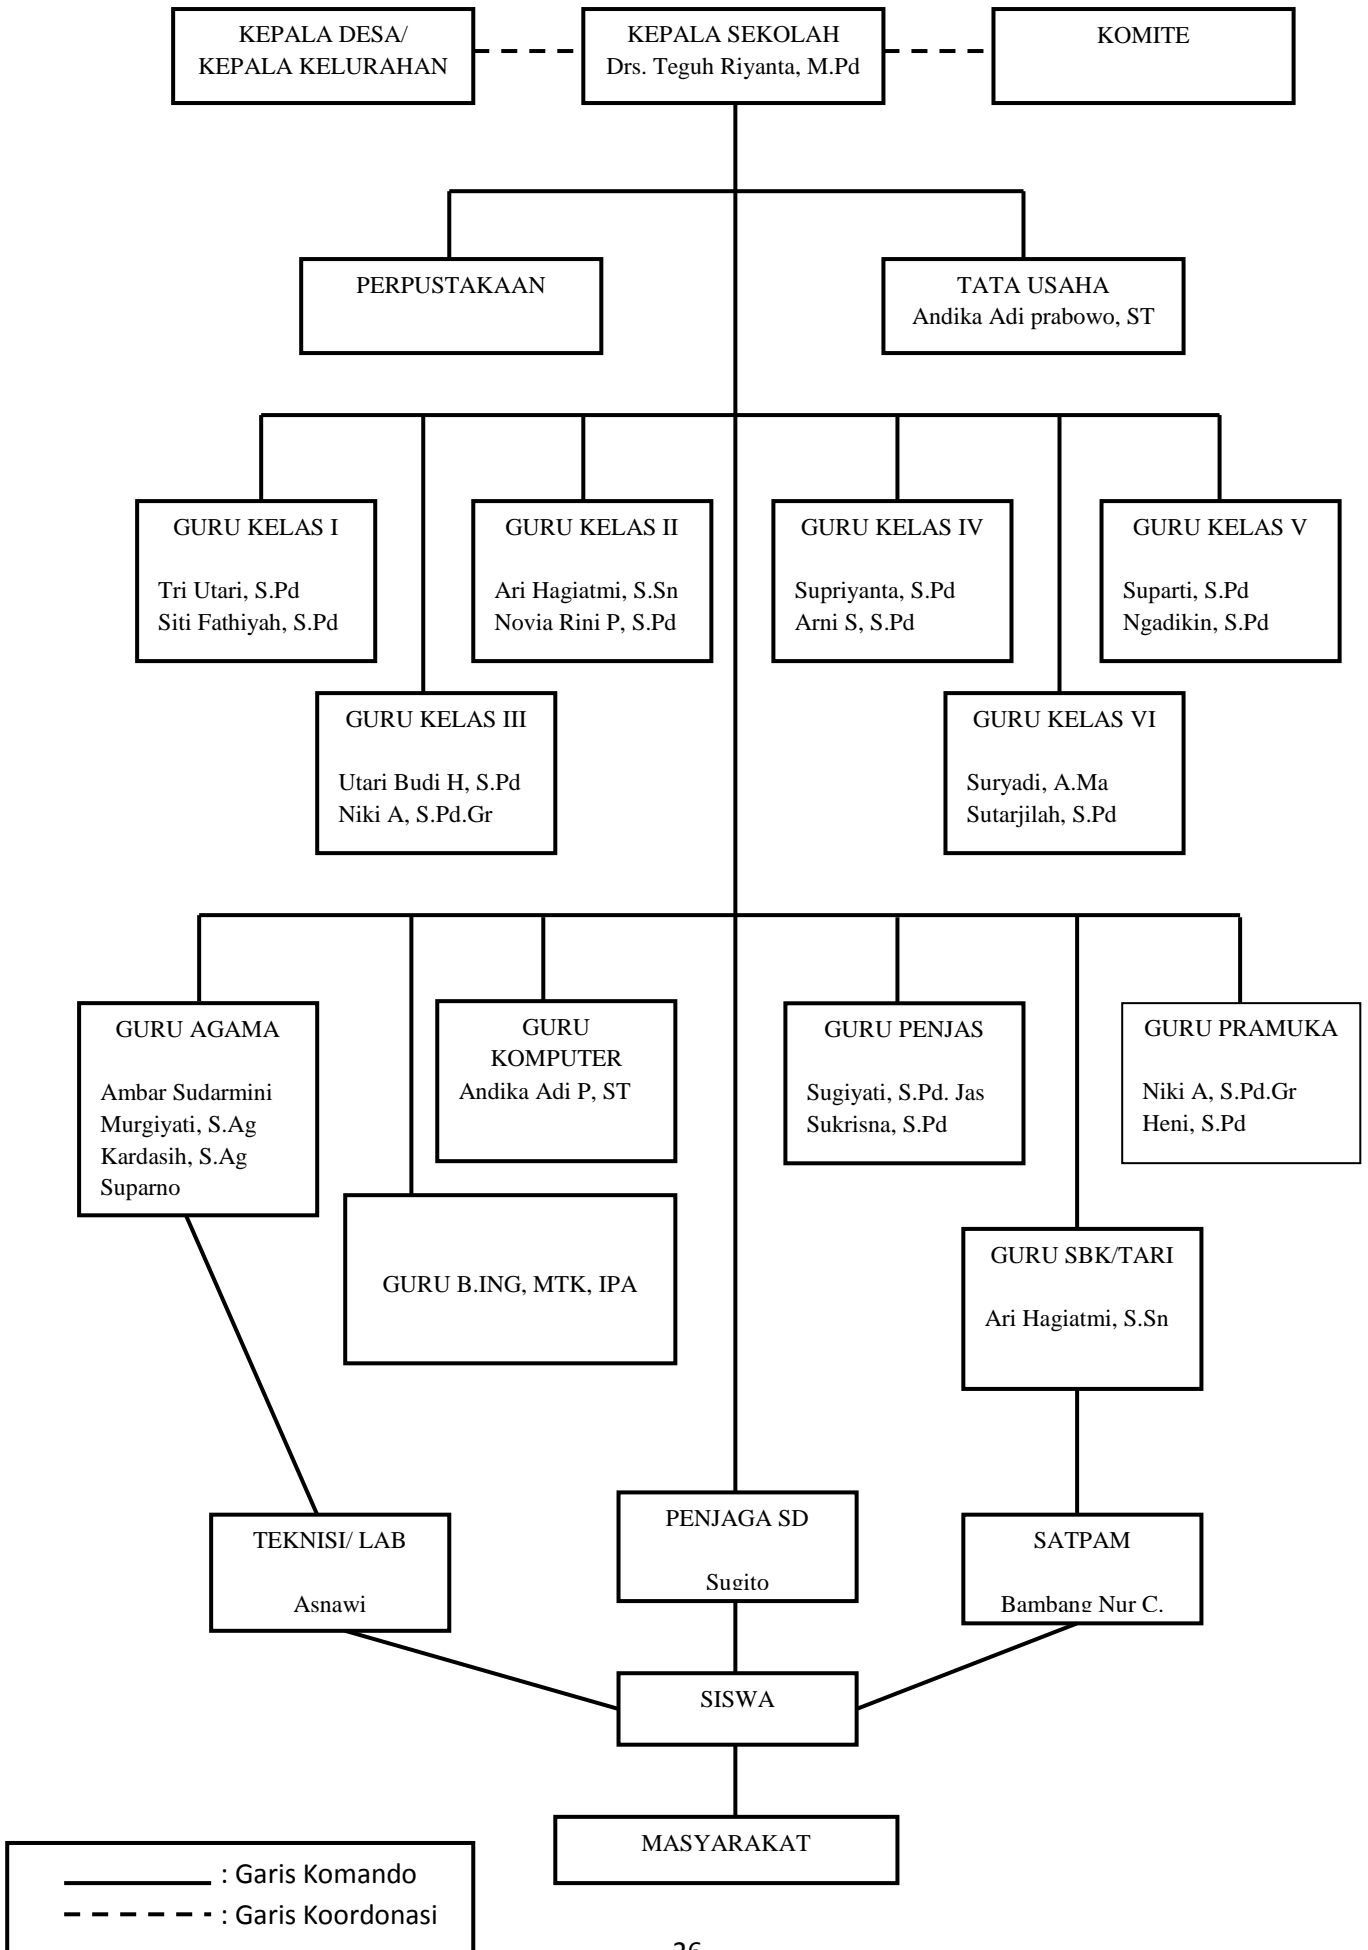 KEPALA DESA/
KEPALA KELURAHAN
KEPALA SEKOLAH
Drs. Teguh Riyanta, M.Pd
KOMITE
PERPUSTAKAAN
TATA USAHA
Andika Adi prabowo, ST
GURU KELAS I
Tri Utari, S.Pd
Siti Fathiyah, S.Pd
GURU KELAS II
Ari Hagiatmi, S.Sn
Novia Rini P, S.Pd
GURU KELAS IV
Supriyanta, S.Pd
Arni S, S.Pd
GURU KELAS V
Suparti, S.Pd
Ngadikin, S.Pd
GURU KELAS III
Utari Budi H, S.Pd
Niki A, S.Pd.Gr
GURU KELAS VI
Suryadi, A.Ma
Sutarjilah, S.Pd
GURU AGAMA
Ambar Sudarmini
Murgiyati, S.Ag
Kardasih, S.Ag
Suparno
GURU
KOMPUTER
Andika Adi P, ST
GURU PENJAS
Sugiyati, S.Pd. Jas
Sukrisna, S.Pd
GURU PRAMUKA
Niki A, S.Pd.Gr
Heni, S.Pd
GURU B.ING, MTK, IPA
GURU SBK/TARI
Ari Hagiatmi, S.Sn
TEKNISI/ LAB
Asnawi
PENJAGA SD
Sugito
SATPAM
Bambang Nur C.
SISWA
MASYARAKAT
: Garis Komando
: Garis Koordonasi
26